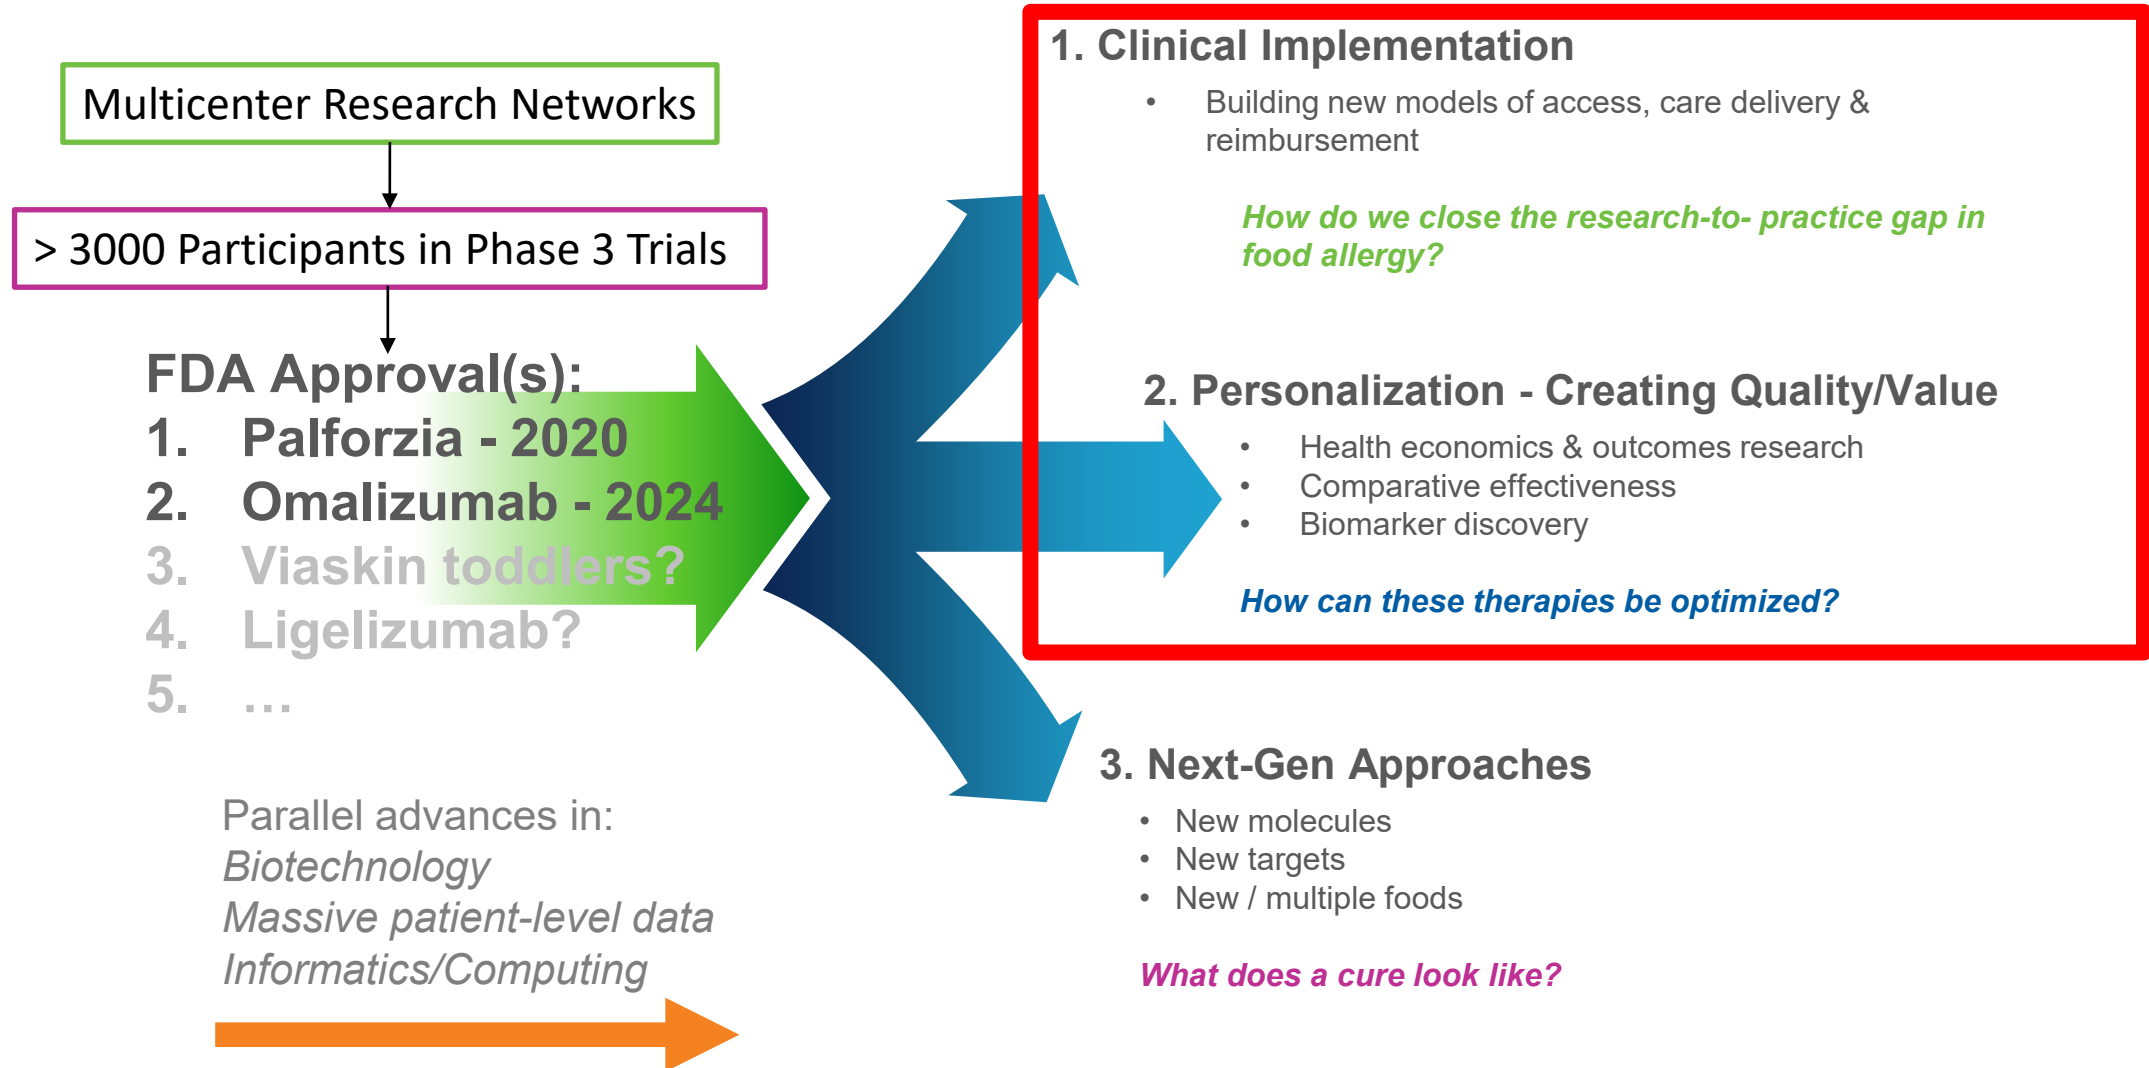 Multicenter Research Networks
> 3000 Participants in Phase 3 Trials
FDA Approval(s):
1. Palforzia - 2020
2. Omalizumab - 2024
3. Viaskin toddlers?
4. Ligelizumab?
5. …
Parallel advances in:
Biotechnology
Massive patient-level data
Informatics/Computing
1. Clinical Implementation
• Building new models of access, care delivery &
reimbursement
How do we close the research-to- practice gap in
food allergy?
2. Personalization - Creating Quality/Value
• Health economics & outcomes research
• Comparative effectiveness
• Biomarker discovery
How can these therapies be optimized?
3. Next-Gen Approaches
• New molecules
• New targets
• New / multiple foods
What does a cure look like?